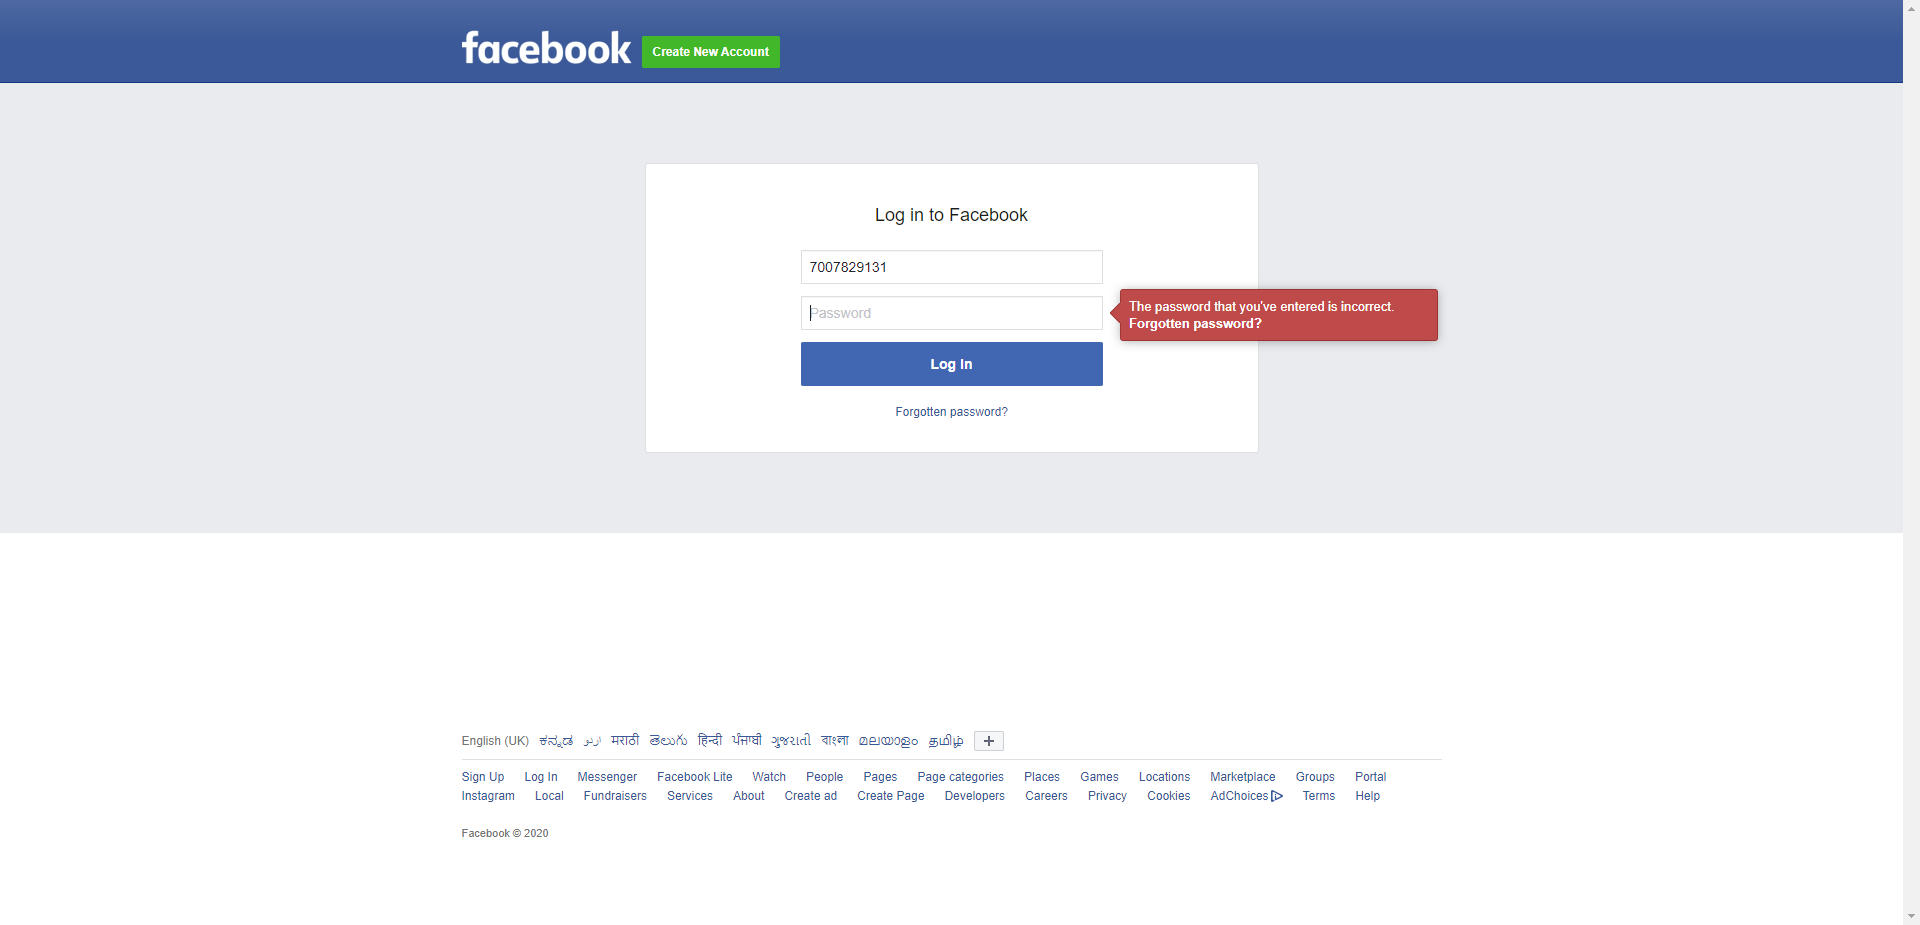 facebook Create New Account
Log in to Facebook
7007829131
Password
The password that you've entered is incorrect.
Forgotten password?
Log In
Forgotten password?
English (UK) ಕನ್ನಡ اردو मराठी తెలుగు हिन्दी ਪੰਜਾਬੀ ગુજરાતી বাংলা മലയാളം தமிழ் +
Sign Up Log In Messenger Facebook Lite Watch People Pages Page categories Places Games Locations Marketplace Groups Portal
Instagram Local Fundraisers Services About Create ad Create Page Developers Careers Privacy Cookies AdChoices Terms Help
Facebook © 2020